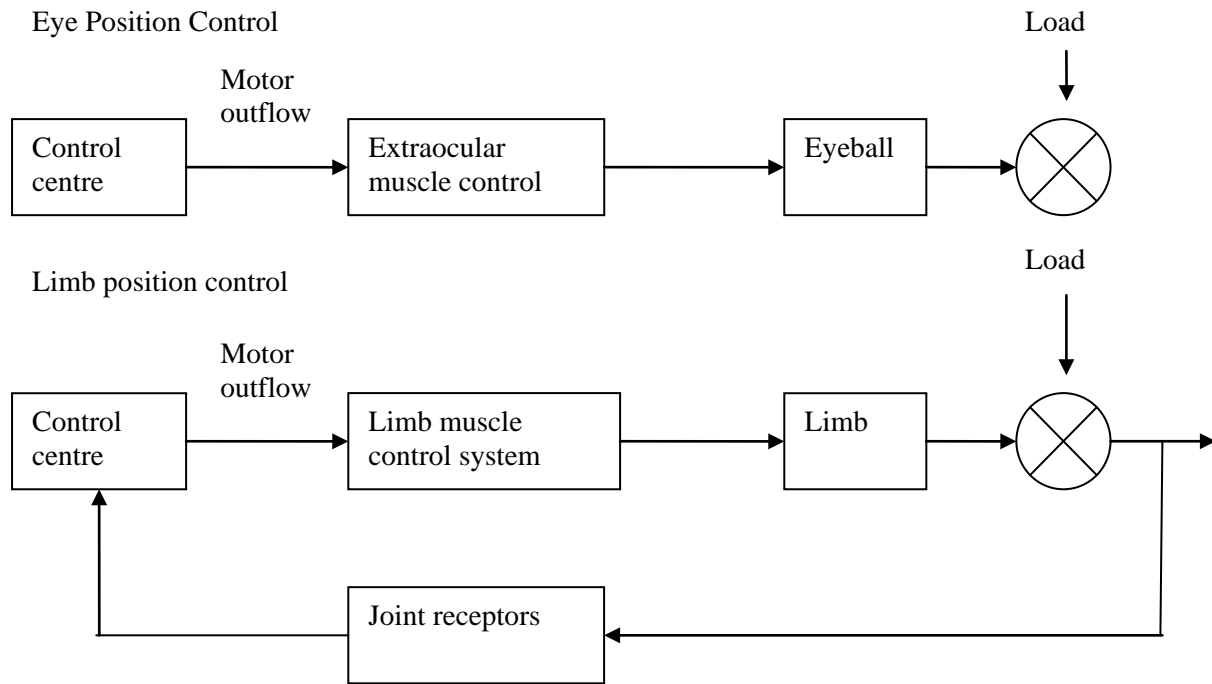 Eye Position Control
Load
Motor
outflow
Control
centre
Extraocular
muscle control
Eyeball
Limb position control
Load
Motor
outflow
Control
centre
Limb muscle
control system
Limb
Joint receptors